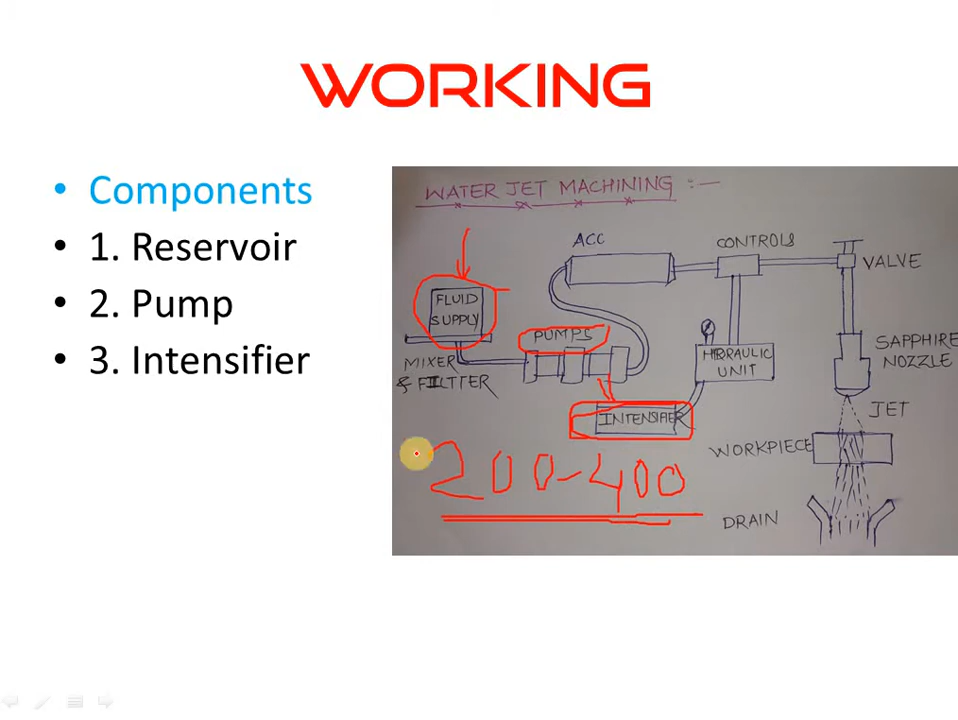 WORKING
• Components
• 1. Reservoir
• 2. Pump
• 3. Intensifier
WATER JET MACHINING :—
ACC
CONTROLS
VALVE
FLUID
SUPPLY
PUMPS
MIXER
& FILTTER
HYDRAULIC
UNIT
SAPPHIRE
NOZZLE
INTENSIFIER
JET
WORKPIECE
200-400
DRAIN